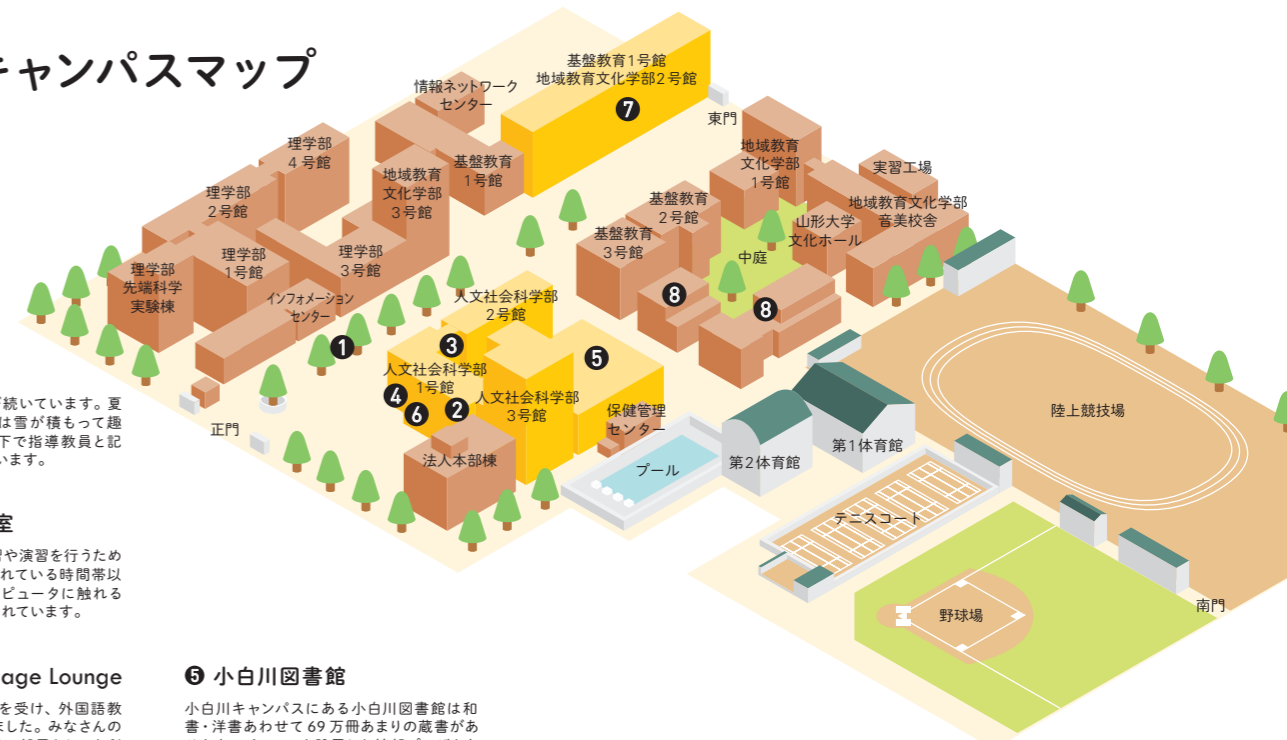 キャンパスマップ
基盤教育1号館
地域教育文化学部2号館
❼
情報ネットワーク
センター
東門
理学部
4号館
基盤教育
1号館
地域教育
文化学部
3号館
地域教育
文化学部
1号館
実習工場
理学部
2号館
基盤教育
2号館
地域教育文化学部
音美校舎
山形大学
文化ホール
基盤教育
3号館
理学部
1号館
理学部
3号館
中庭
理学部
先端科学
実験棟
インフォメーション
センター
人文社会科学部
2号館
❽
❽
❶
❸
❺
人文社会科学部
1号館
❹
❻
❷
人文社会科学部
3号館
保健管理
センター
陸上競技場
正門
法人本部棟
プール
第2体育館
第1体育館
テニスコート
野球場
南門
続いています。夏
は雪が積もって趣
下で指導教員と記
います。
室
習や演習を行うため
れている時間帯以
ピュータに触れる
れています。
age Lounge
を受け、外国語教
ました。みなさんの
❺ 小白川図書館
小白川キャンパスにある小白川図書館は和
書・洋書あわせて69万冊あまりの蔵書があ